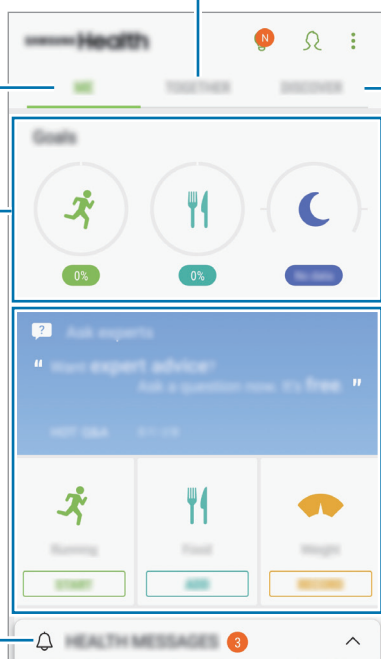 Health N
ME TOGETHER DISCOVER
Goals
0% 0% No data
? Ask experts
“ Want expert advice?
Ask a question now. It's free ”
Running Food Weight
START ADD RECORD
HEALTH MESSAGES 3